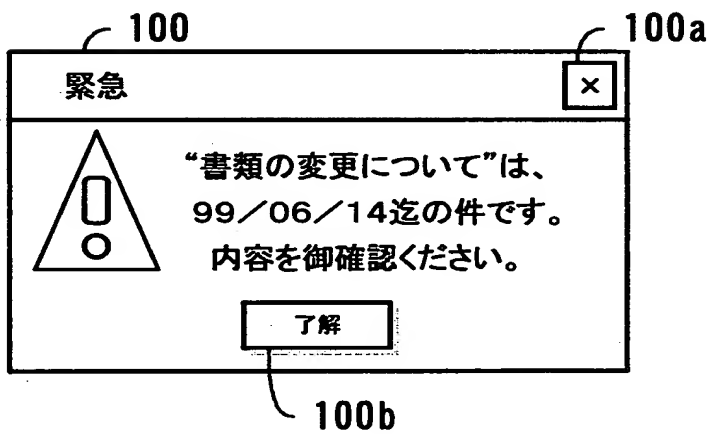 100
100a
緊急
×
“書類の変更について”は、
99/06/14迄の件です。
内容を御確認ください。
了解
100b